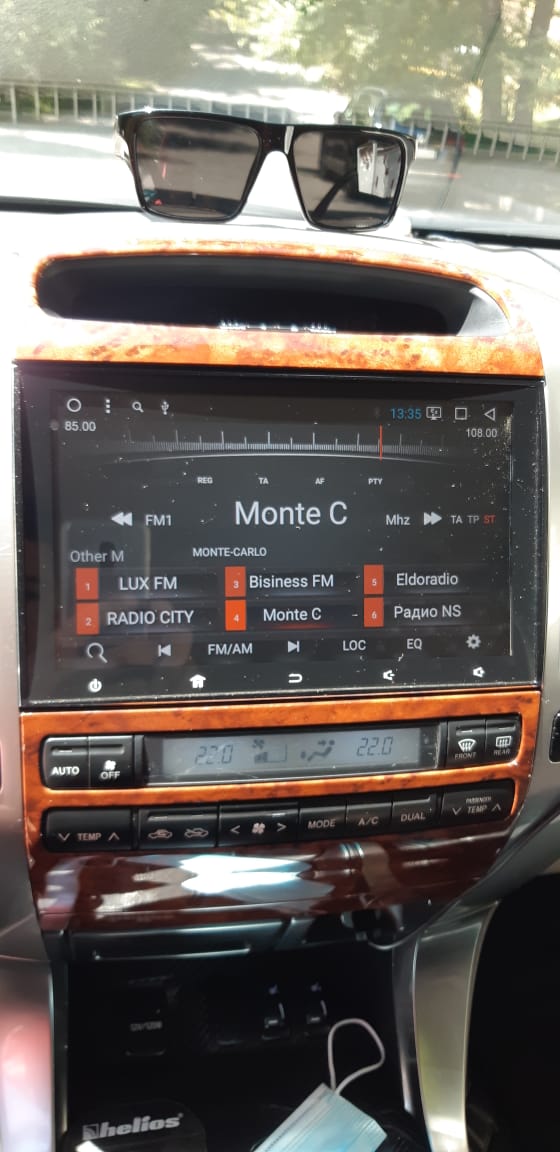 13:35
85.00
108.00
REG TA AF PTY
FM1 Monte C Mhz TA TP ST
Other M MONTE-CARLO
1 LUX FM 3 Bisiness FM 5 Eldoradio
2 RADIO CITY 4 Monte C 6 Радио NS
FM/AM LOC EQ
22.0 22.0
AUTO OFF FRONT REAR
TEMP MODE A/C DUAL PASSENGER TEMP
12V/120W
helios